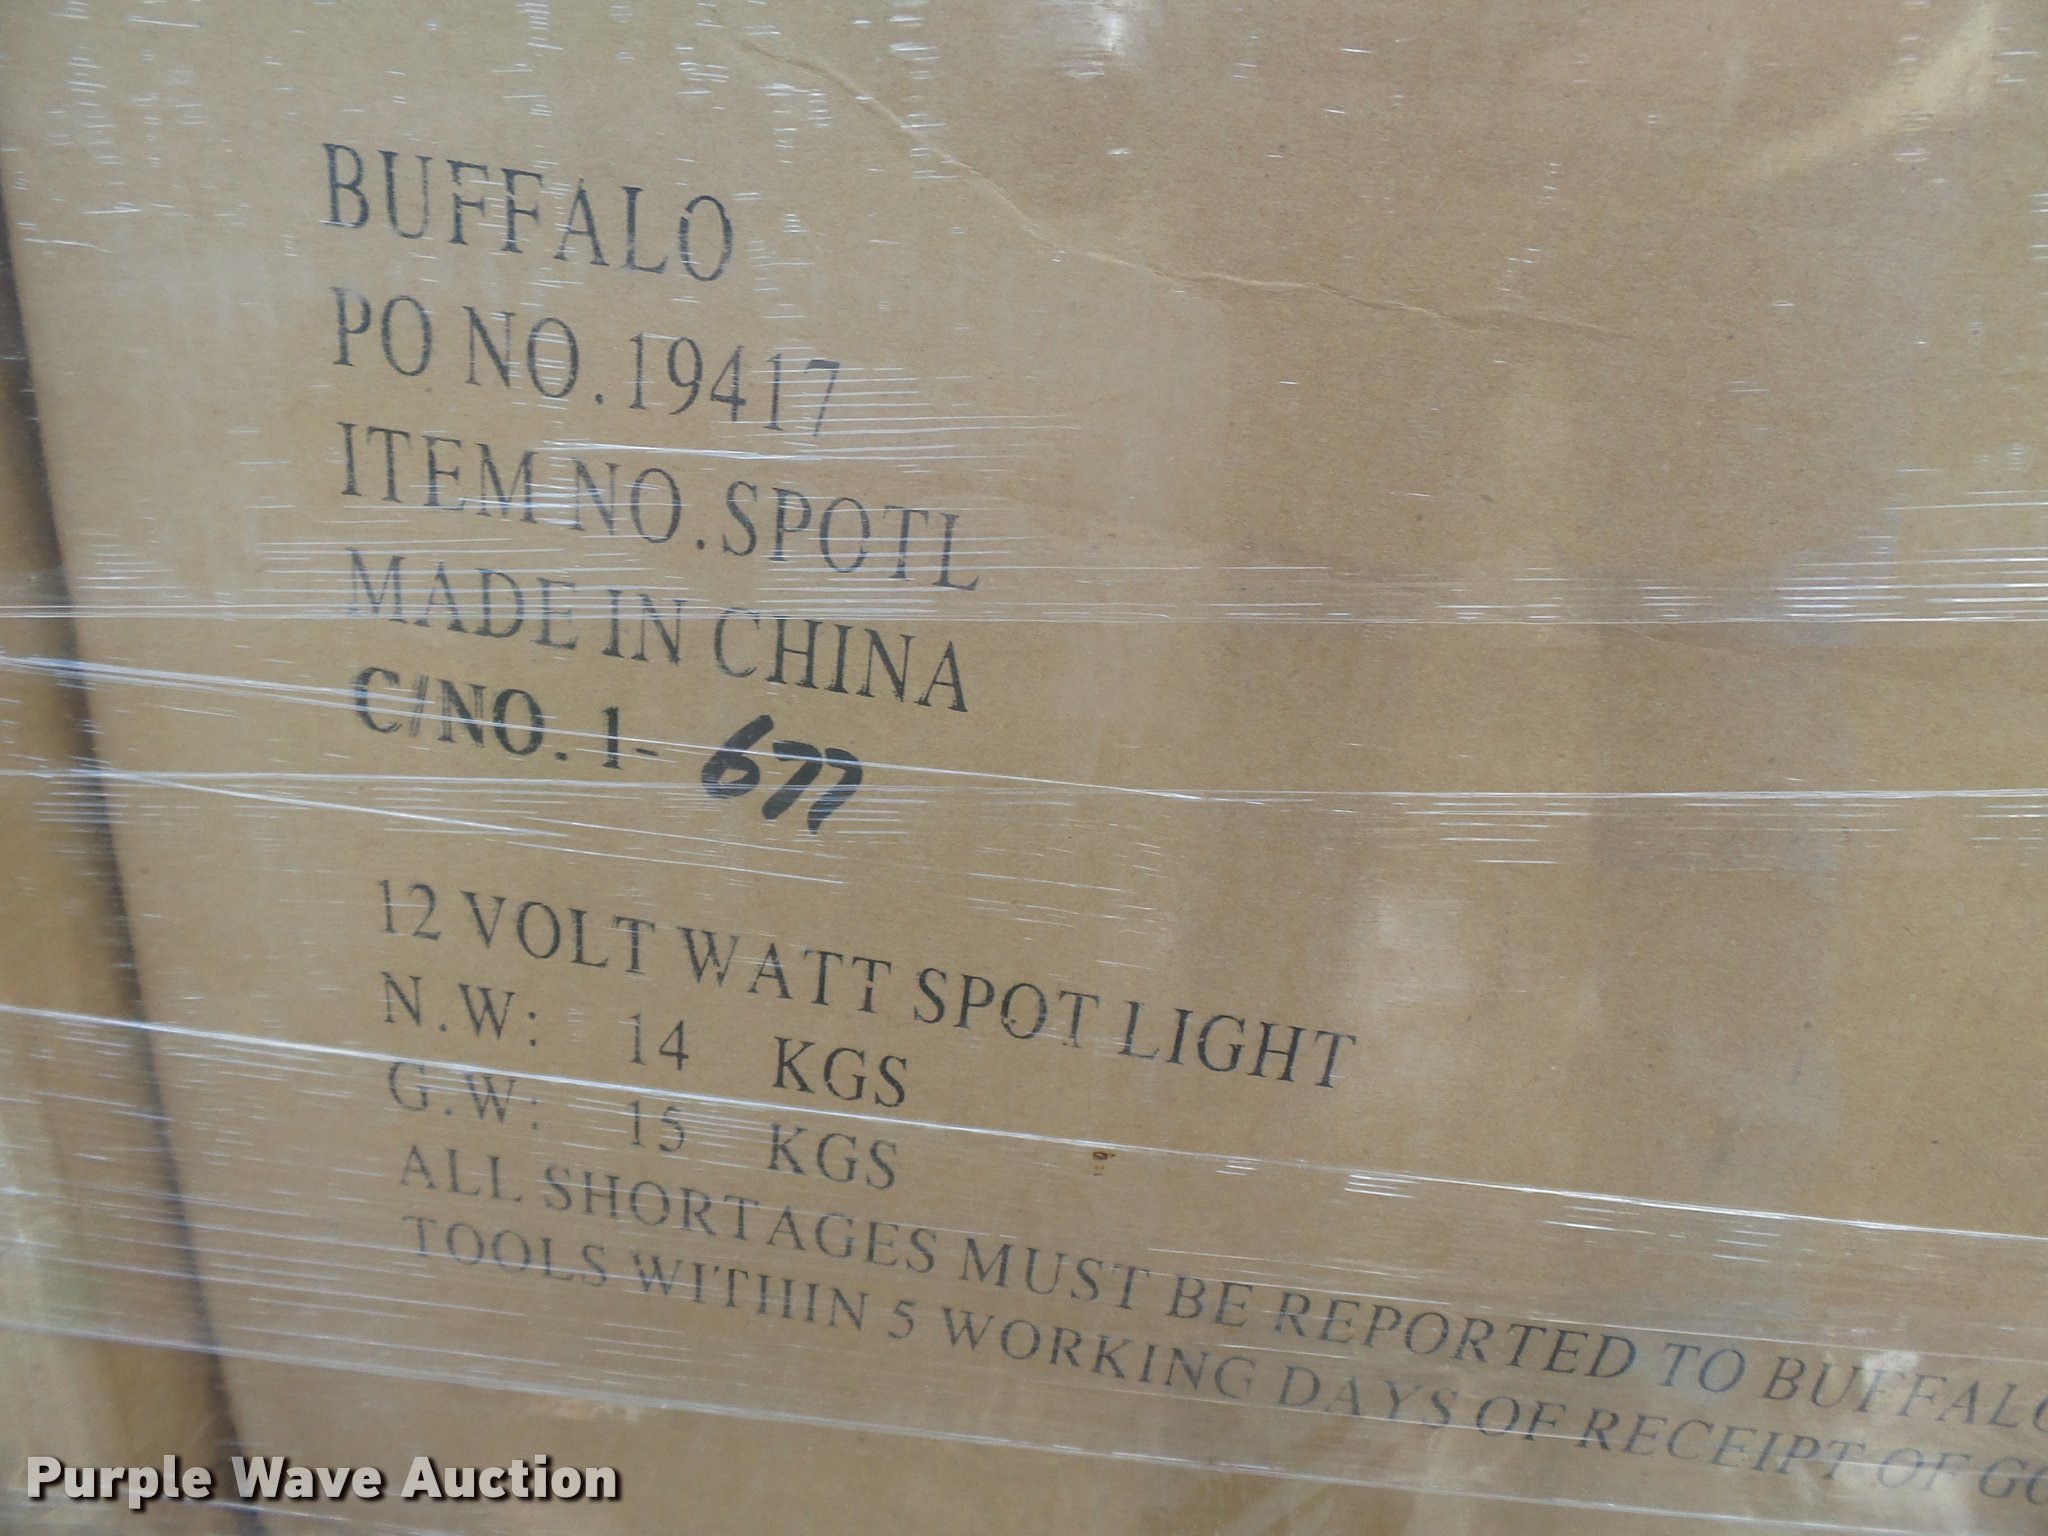 BUFFALO
PO NO.19417
ITEM NO.SPOTL
MADE IN CHINA
C/NO. 1- 677
12 VOLT WATT SPOT LIGHT
N.W: 14 KGS
G.W: 15 KGS
ALL SHORTAGES MUST BE REPORTED TO BUFFALO
TOOLS WITHIN 5 WORKING DAYS OF RECEIPT OF
Purple Wave Auction